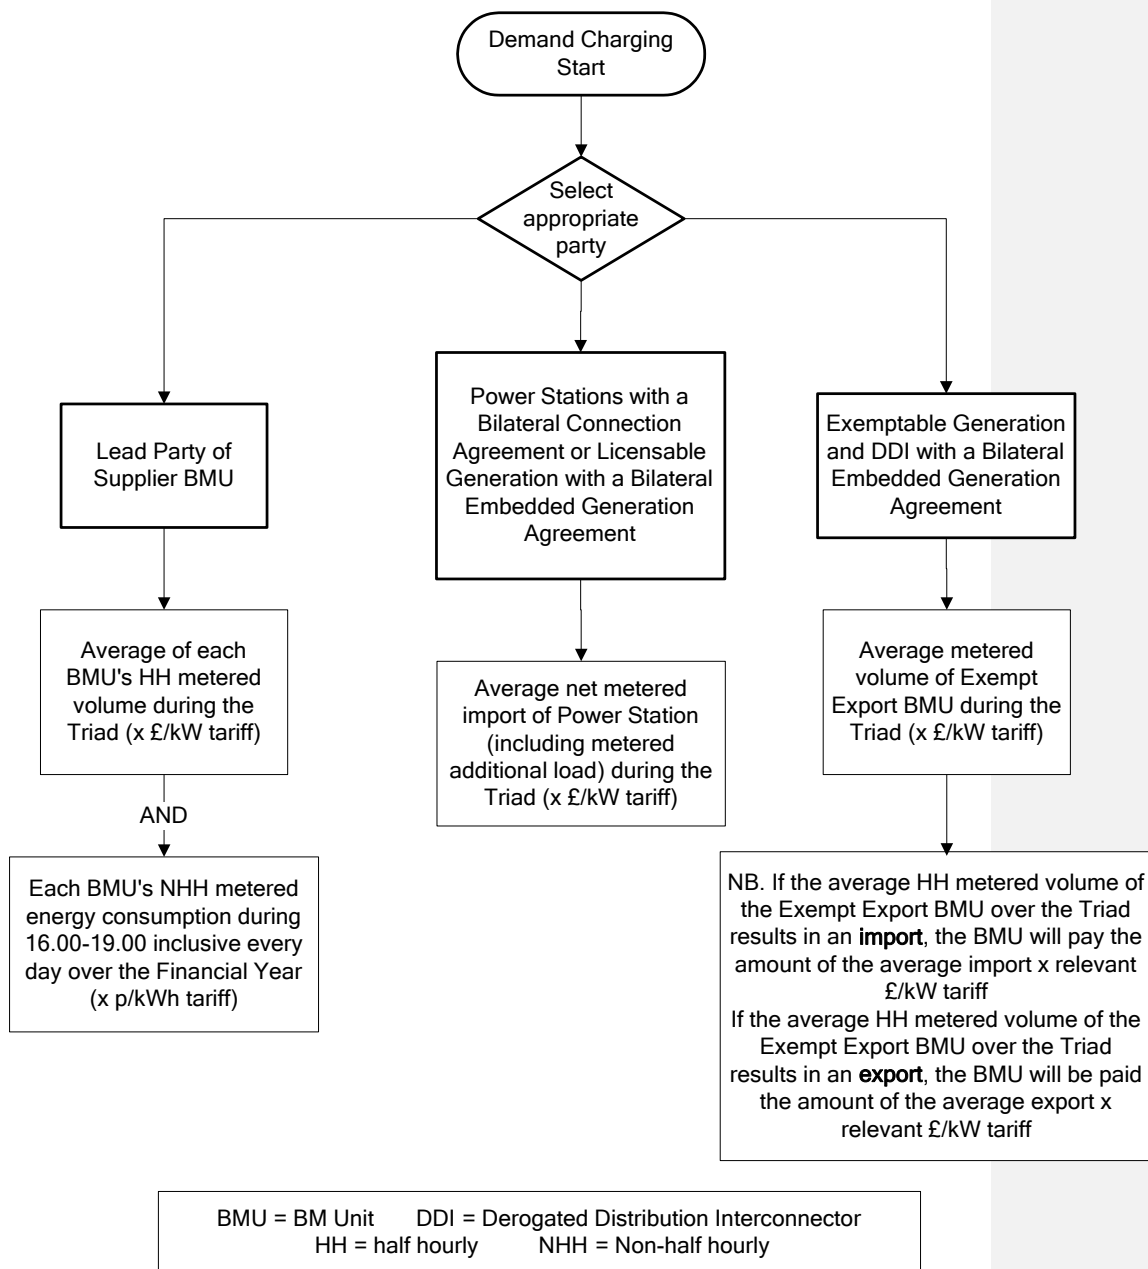 Demand Charging
Start
Select
appropriate
party
Lead Party of
Supplier BMU
Power Stations with a
Bilateral Connection
Agreement or Licensable
Generation with a Bilateral
Embedded Generation
Agreement
Exemptable Generation
and DDI with a Bilateral
Embedded Generation
Agreement
Average of each
BMU's HH metered
volume during the
Triad (x £/kW tariff)
AND
Each BMU's NHH metered
energy consumption during
16.00-19.00 inclusive every
day over the Financial Year
(x p/kWh tariff)
Average net metered
import of Power Station
(including metered
additional load) during the
Triad (x £/kW tariff)
Average metered
volume of Exempt
Export BMU during the
Triad (x £/kW tariff)
NB. If the average HH metered volume of
the Exempt Export BMU over the Triad
results in an import, the BMU will pay the
amount of the average import x relevant
£/kW tariff
If the average HH metered volume of the
Exempt Export BMU over the Triad
results in an export, the BMU will be paid
the amount of the average export x
relevant £/kW tariff
BMU = BM Unit DDI = Derogated Distribution Interconnector
HH = half hourly NHH = Non-half hourly